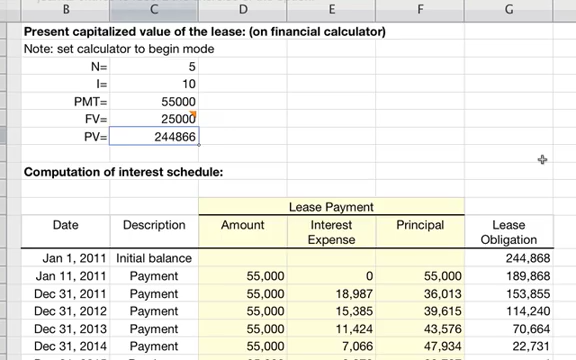 B C D E F G
Present capitalized value of the lease: (on financial calculator)
Note: set calculator to begin mode
N= 5
I= 10
PMT= 55000
FV= 25000
PV= 244866
Computation of interest schedule:
Lease Payment
Date Description Amount Interest Expense Principal Lease Obligation
Jan 1, 2011 Initial balance 244,868
Jan 11, 2011 Payment 55,000 0 55,000 189,868
Dec 31, 2011 Payment 55,000 18,987 36,013 153,855
Dec 31, 2012 Payment 55,000 15,385 39,615 114,240
Dec 31, 2013 Payment 55,000 11,424 43,576 70,664
Dec 31, 2014 Payment 55,000 7,066 47,934 22,731